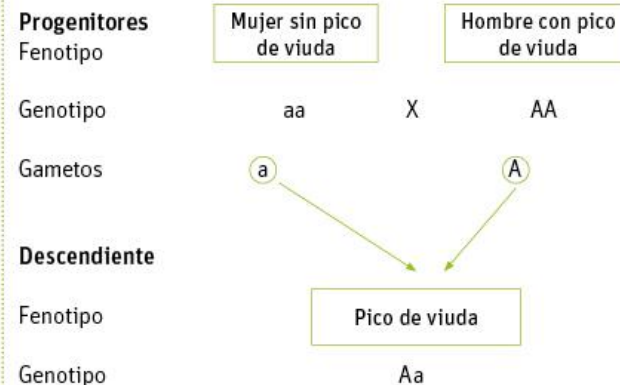 Progenitores
Mujer sin pico
de viuda
Hombre con pico
de viuda
Fenotipo
Genotipo aa X AA
Gametos a A
Descendiente
Fenotipo Pico de viuda
Genotipo Aa